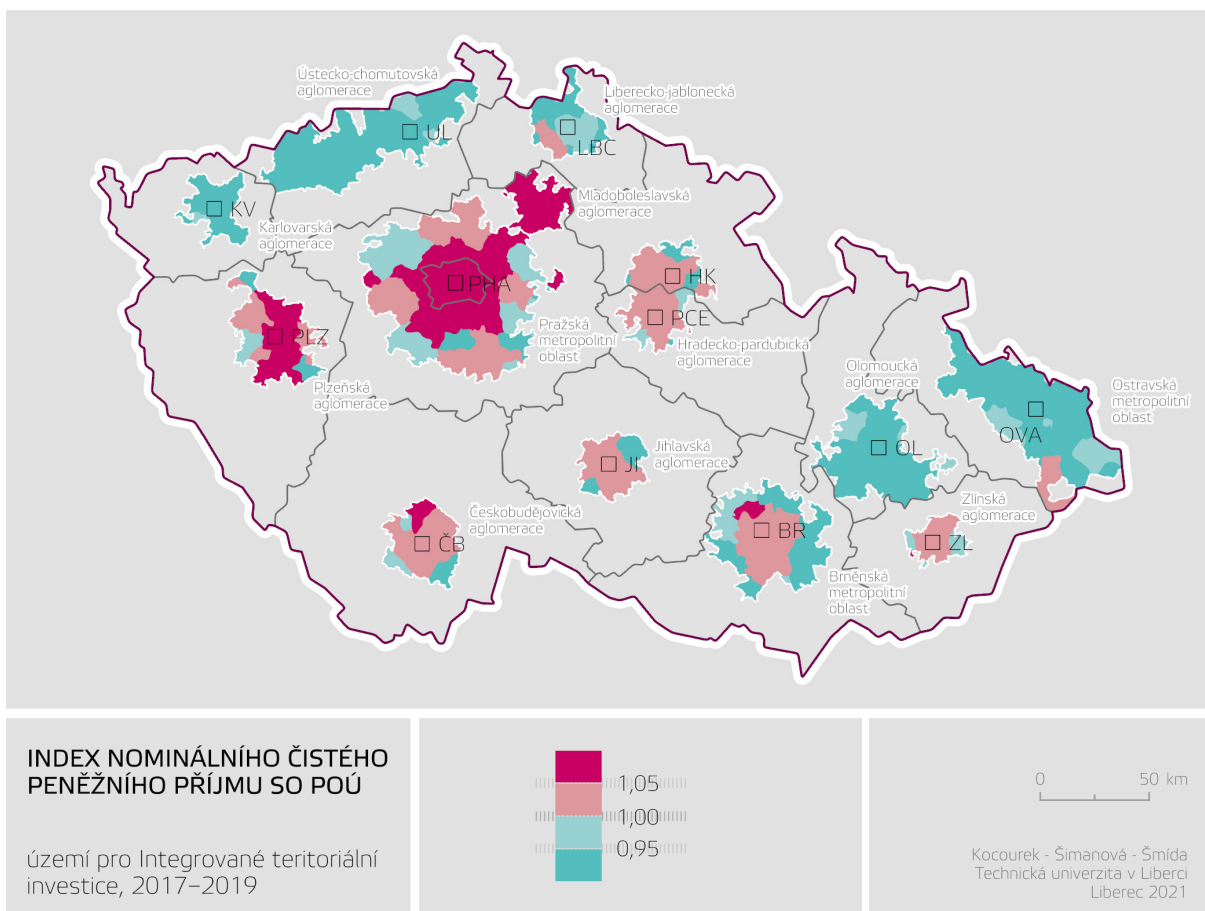 Ústecko-chomutovská
aglomerace
UL
Liberecko-jablonecká
aglomerace
LBC
Mladoboleslavská
aglomerace
KV
Karlovarská
aglomerace
PHA
HK
PCE
Hradecko-pardubická
aglomerace
Pražská
metropolitní
oblast
PLZ
Plzeňská
aglomerace
Olomoucká
aglomerace
OL
Ostravská
metropolitní
oblast
OVA
JI
Jihlavská
aglomerace
Českobudějovická
aglomerace
ČB
BR
Brněnská
metropolitní
oblast
Zlínská
aglomerace
ZL
INDEX NOMINÁLNÍHO ČISTÉHO
PENĚŽNÍHO PŘÍJMU SO POÚ
území pro Integrované teritoriální
investice, 2017–2019
1,05
1,00
0,95
0 50 km
Kocourek - Šimanová - Šmída
Technická univerzita v Liberci
Liberec 2021